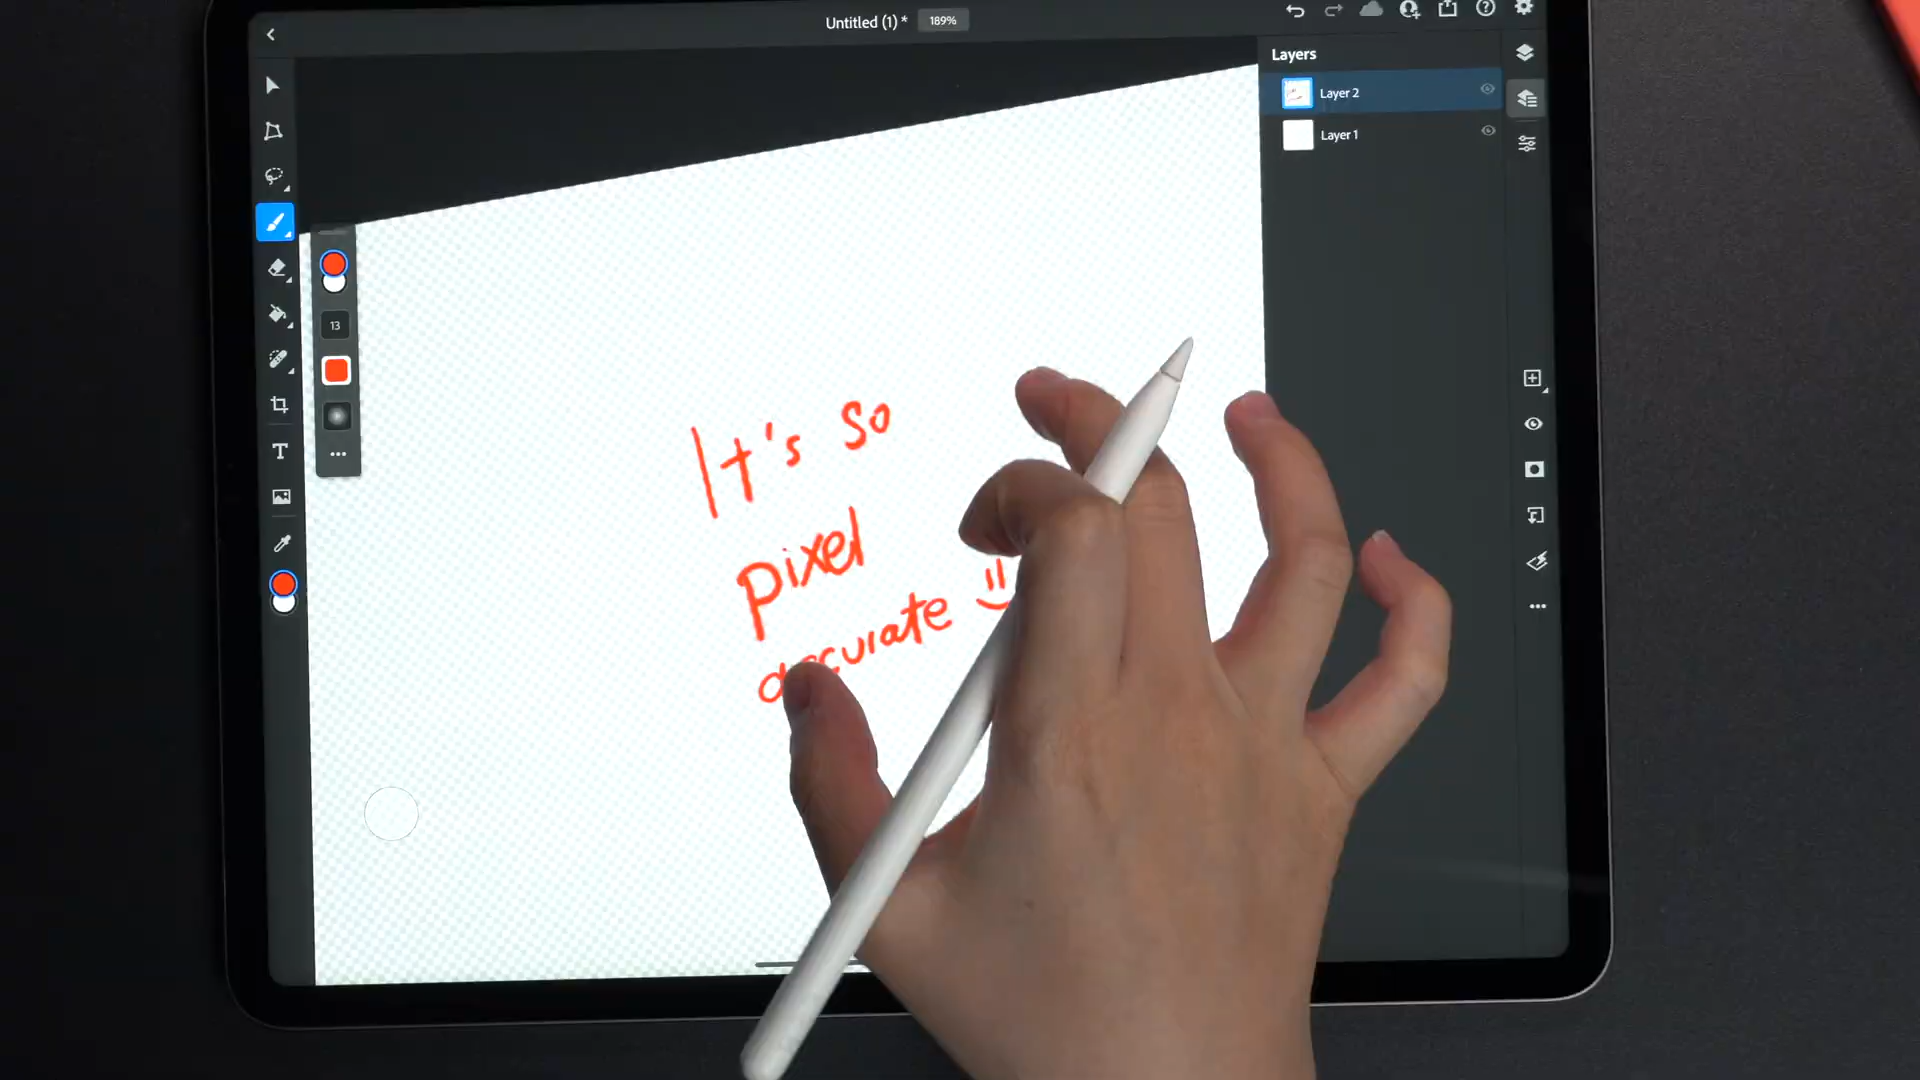 Untitled (1) * 189%
Layers
Layer 2
Layer 1
13
T
It's so
pixel
accurate =)